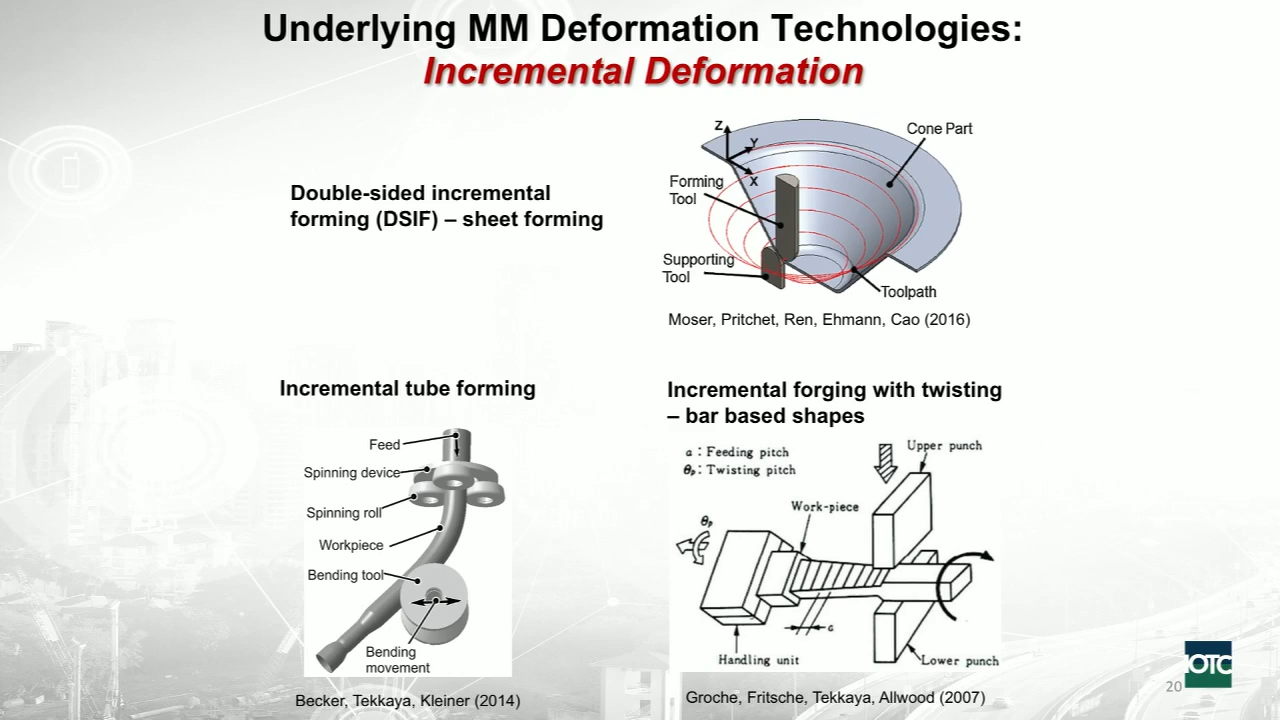 Underlying MM Deformation Technologies:
Incremental Deformation
Double-sided incremental
forming (DSIF) – sheet forming
Z
Y
X
Cone Part
Forming
Tool
Supporting
Tool
Toolpath
Moser, Pritchet, Ren, Ehmann, Cao (2016)
Incremental tube forming
Feed
Spinning device
Spinning roll
Workpiece
Bending tool
Bending
movement
Becker, Tekkaya, Kleiner (2014)
Incremental forging with twisting
– bar based shapes
a : Feeding pitch
θp: Twisting pitch
Upper punch
Work-piece
θp
a
Handling unit
Lower punch
Groche, Fritsche, Tekkaya, Allwood (2007)
20
OTC